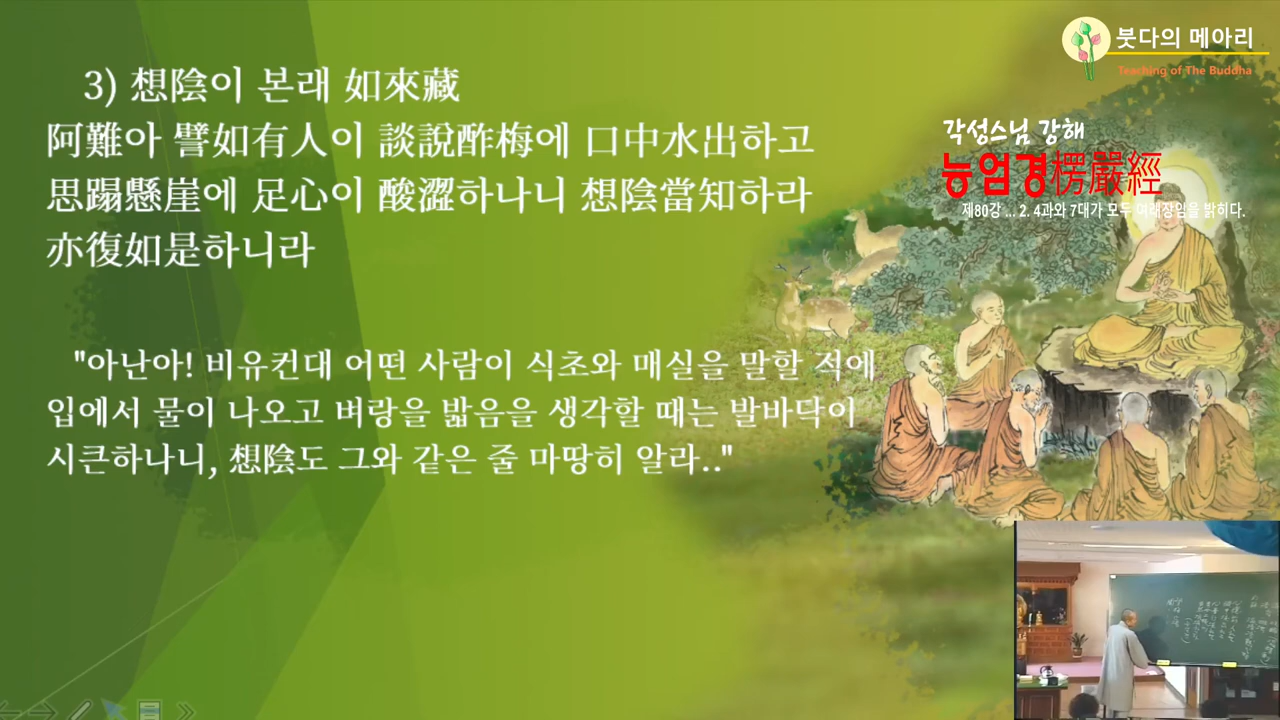 3) 想陰이 본래 如來藏
阿難아 譬如有人이 談說酢梅에 口中水出하고
思蹋懸崖에 足心이 酸澀하나니 想陰當知하라
亦復如是하니라
"아난아! 비유컨대 어떤 사람이 식초와 매실을 말할 적에
입에서 물이 나오고 벼랑을 밟음을 생각할 때는 발바닥이
시큰하나니, 想陰도 그와 같은 줄 마땅히 알라.."
붓다의 메아리
Teaching of The Buddha
각성스님 강해
능엄경楞嚴經
제80강 ... 2. 4과와 7대가 모두 여래장임을 밝히다.